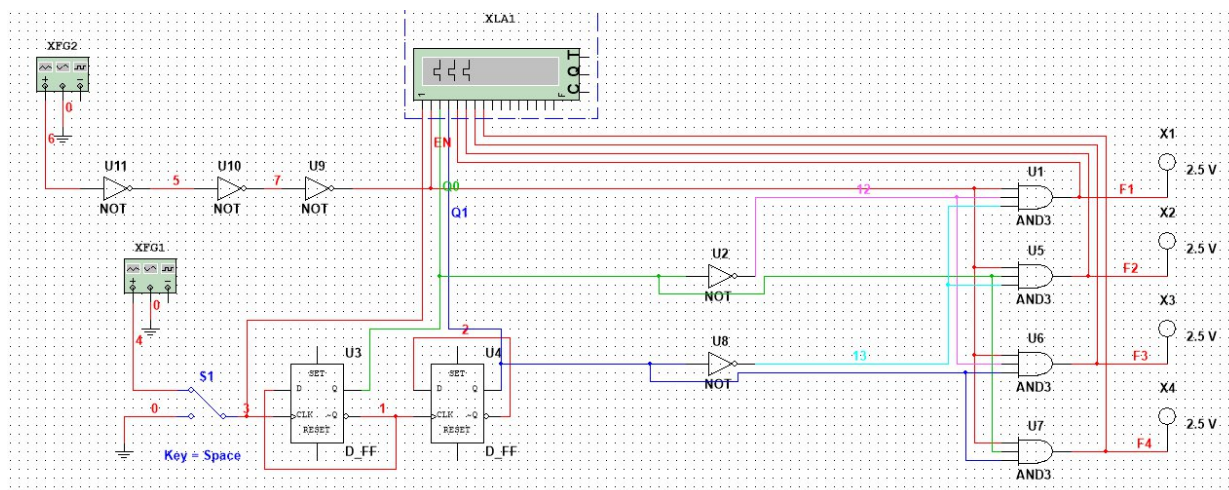 XLA1
XFG2
T
Q
C
1
F
+
-
0
6
EN
U11
5
U10
7
U9
NOT
NOT
NOT
Q0
Q1
12
U1
F1
X1
2.5 V
AND3
XFG1
+
-
0
4
U2
NOT
U5
F2
X2
2.5 V
AND3
2
U3
U4
U8
NOT
13
U6
F3
X3
2.5 V
AND3
S1
0
3
Key = Space
SET
D Q
CLK ~Q
RESET
D_FF
1
SET
D Q
CLK ~Q
RESET
D_FF
U7
F4
X4
2.5 V
AND3